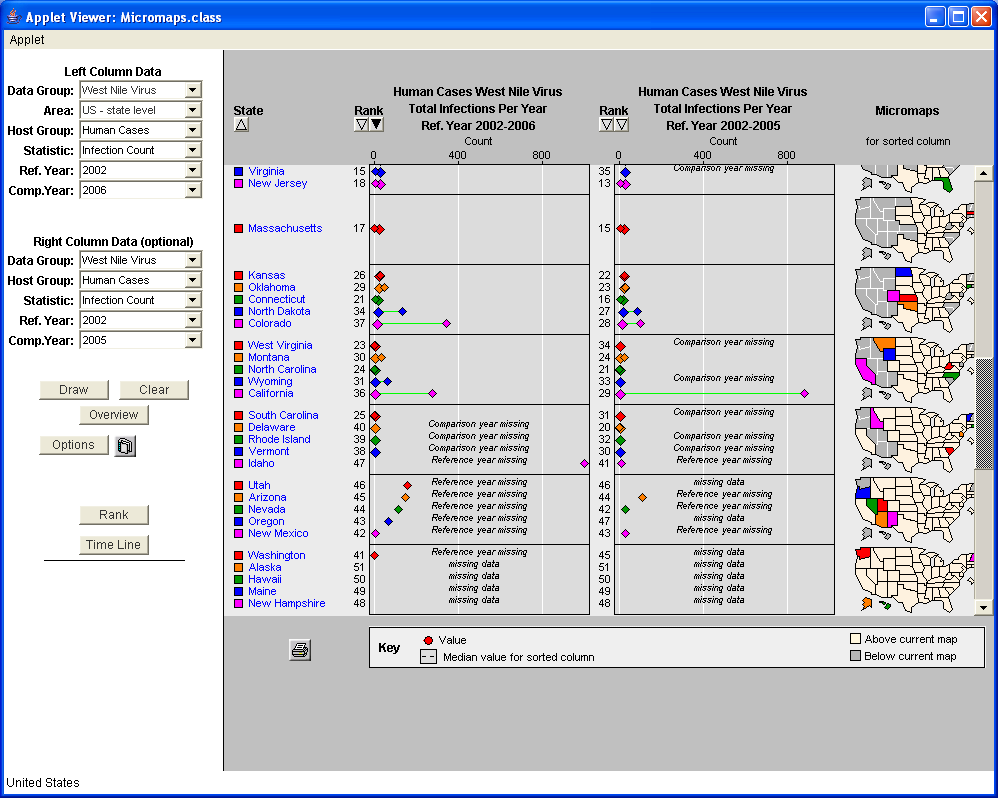 Applet Viewer: Micromaps.class
Applet
Left Column Data
Data Group: West Nile Virus
Area: US - state level
Host Group: Human Cases
Statistic: Infection Count
Ref. Year: 2002
Comp.Year: 2006
Right Column Data (optional)
Data Group: West Nile Virus
Host Group: Human Cases
Statistic: Infection Count
Ref. Year: 2002
Comp.Year: 2005
Draw Clear
Overview
Options
Rank
Time Line
State
Rank
Human Cases West Nile Virus
Total Infections Per Year
Ref. Year 2002-2006
Count
0 400 800
Rank
Human Cases West Nile Virus
Total Infections Per Year
Ref. Year 2002-2005
Count
0 400 800
Micromaps
for sorted column
Virginia 15 35 Comparison year missing
New Jersey 18 13
Massachusetts 17 15
Kansas 26 22
Oklahoma 29 23
Connecticut 21 16
North Dakota 34 27
Colorado 37 28
West Virginia 23 34 Comparison year missing
Montana 30 24
North Carolina 24 21
Wyoming 31 33 Comparison year missing
California 36 29
South Carolina 25 31 Comparison year missing
Delaware 40 Comparison year missing 20
Rhode Island 39 Comparison year missing 32 Comparison year missing
Vermont 38 Comparison year missing 30 Comparison year missing
Idaho 47 Reference year missing 41 Reference year missing
Utah 46 Reference year missing 46 missing data
Arizona 45 Reference year missing 44 Reference year missing
Nevada 44 Reference year missing 42 Reference year missing
Oregon 43 Reference year missing 47 missing data
New Mexico 42 Reference year missing 43 Reference year missing
Washington 41 Reference year missing 45 missing data
Alaska 51 missing data 51 missing data
Hawaii 50 missing data 50 missing data
Maine 49 missing data 49 missing data
New Hampshire 48 missing data 48 missing data
Key
Value
Median value for sorted column
Above current map
Below current map
United States